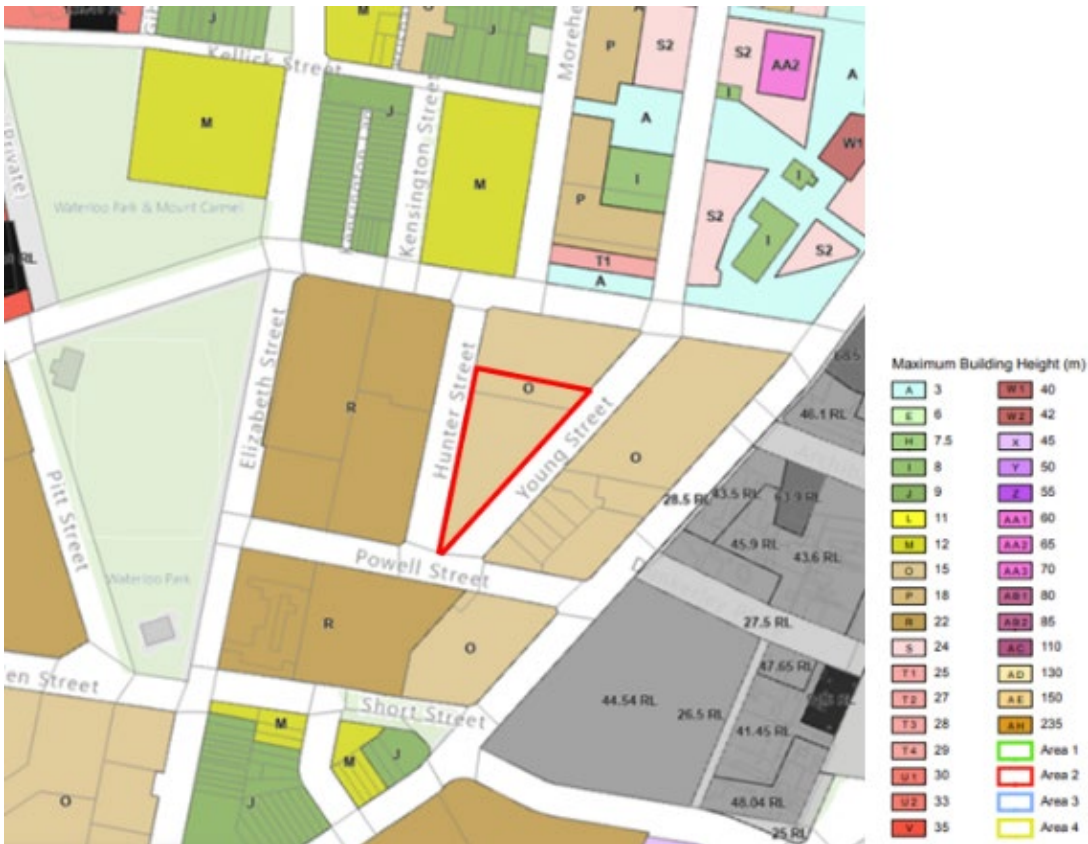 J
M
O
J
P
S2
S2
AA2
A
Kellick Street
Morehe
M
J
Kensington Street
M
A
I
I
W1
I
P
S2
I
S2
Waterloo Park & Mount Carmel
(private)
RL
T1
A
Elizabeth Street
R
Hunter Street
O
Young Street
O
46.1 RL
28.5 RL
43.5 RL
45.9 RL
43.6 RL
Pitt Street
Powell Street
Waterloo Park
R
O
27.5 RL
47.65 RL
44.54 RL
26.5 RL
41.45 RL
48.04 RL
25 RL
en Street
Short Street
M
M
J
J
O
Maximum Building Height (m)
A 3
E 6
H 7.5
I 8
J 9
L 11
M 12
O 15
P 18
R 22
S 24
T1 25
T2 27
T3 28
T4 29
U1 30
U2 33
V 35
W1 40
W2 42
X 45
Y 50
Z 55
AA1 60
AA2 65
AA3 70
AB1 80
AB2 85
AC 110
AD 130
AE 150
AH 235
Area 1
Area 2
Area 3
Area 4